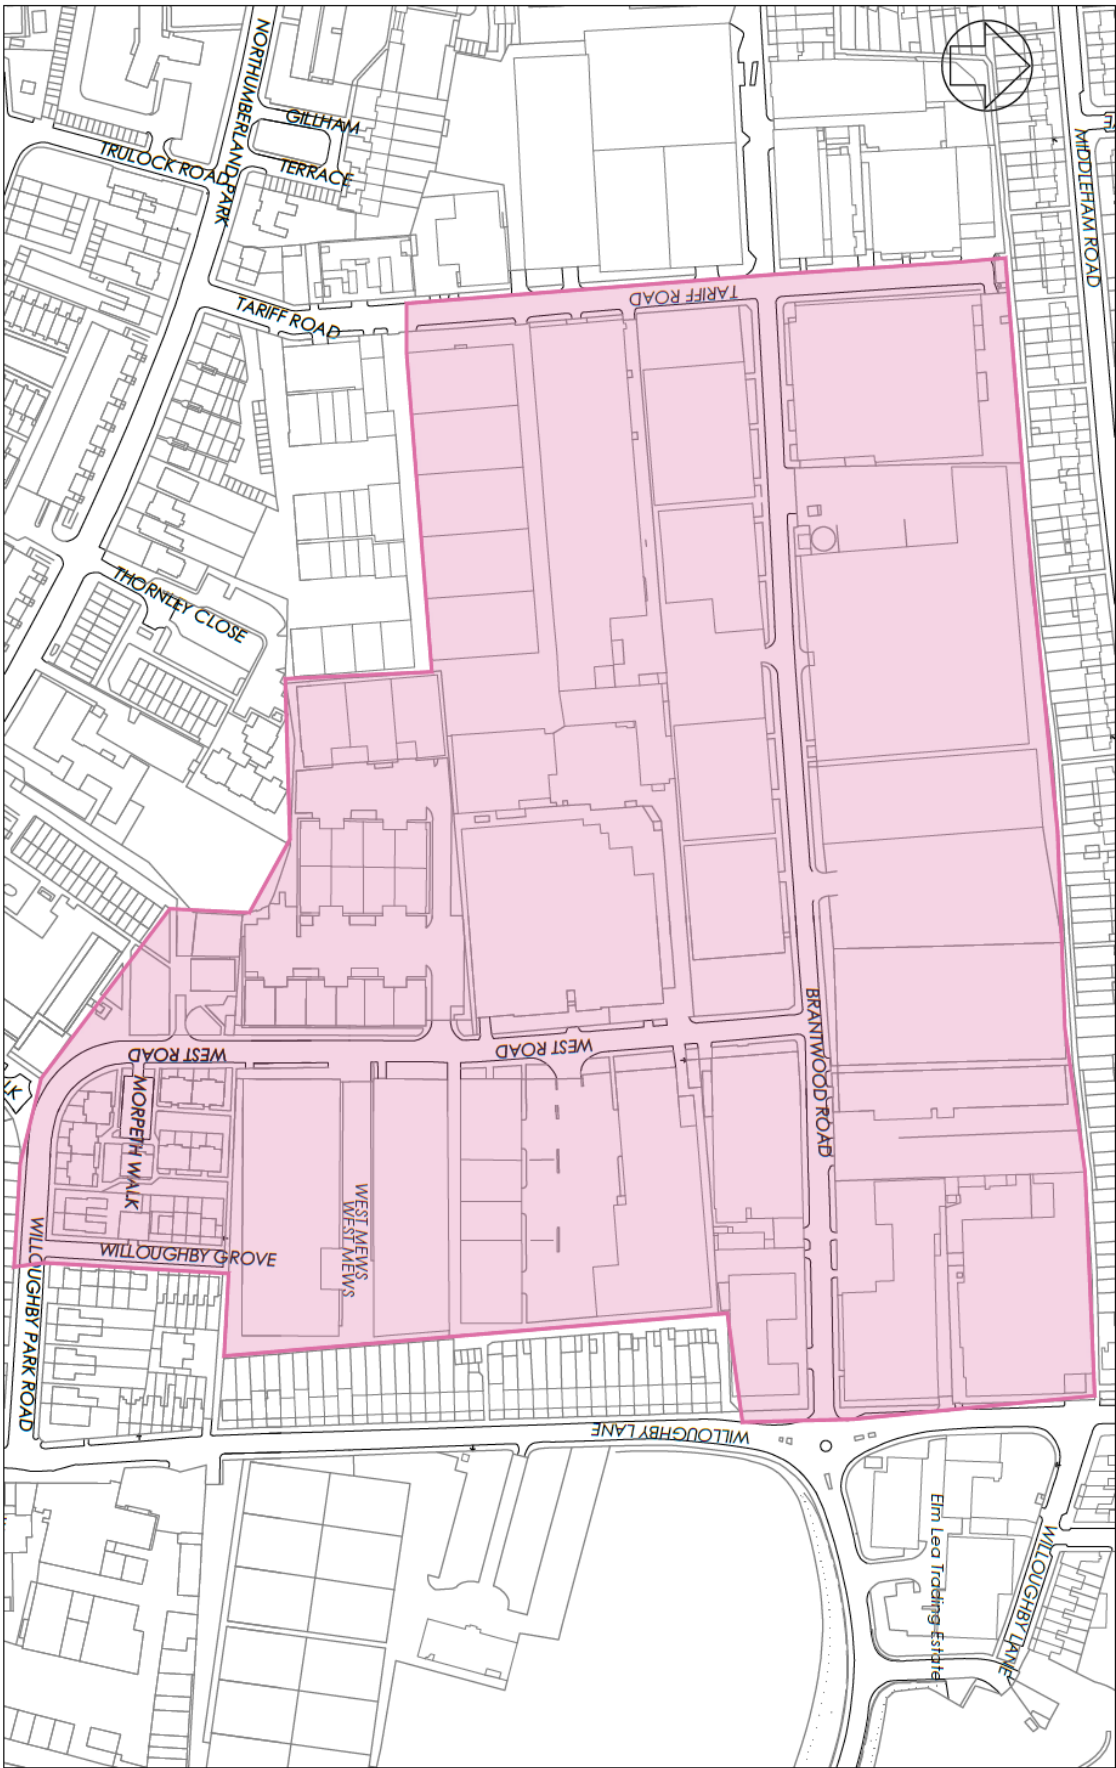 NORTHUMBERLAND PARK
GILLHAM
TERRACE
TRULOCK ROAD
MIDDLEHAM ROAD
TARIFF ROAD
TARIFF ROAD
THORNLEY CLOSE
BRANTWOOD ROAD
WEST ROAD
WEST ROAD
LK
MORPETH WALK
WEST MEWS
WEST MEWS
WILLOUGHBY GROVE
WILLOUGHBY PARK ROAD
WILLOUGHBY LANE
Elm Lea Trading Estate
WILLOUGHBY LANE